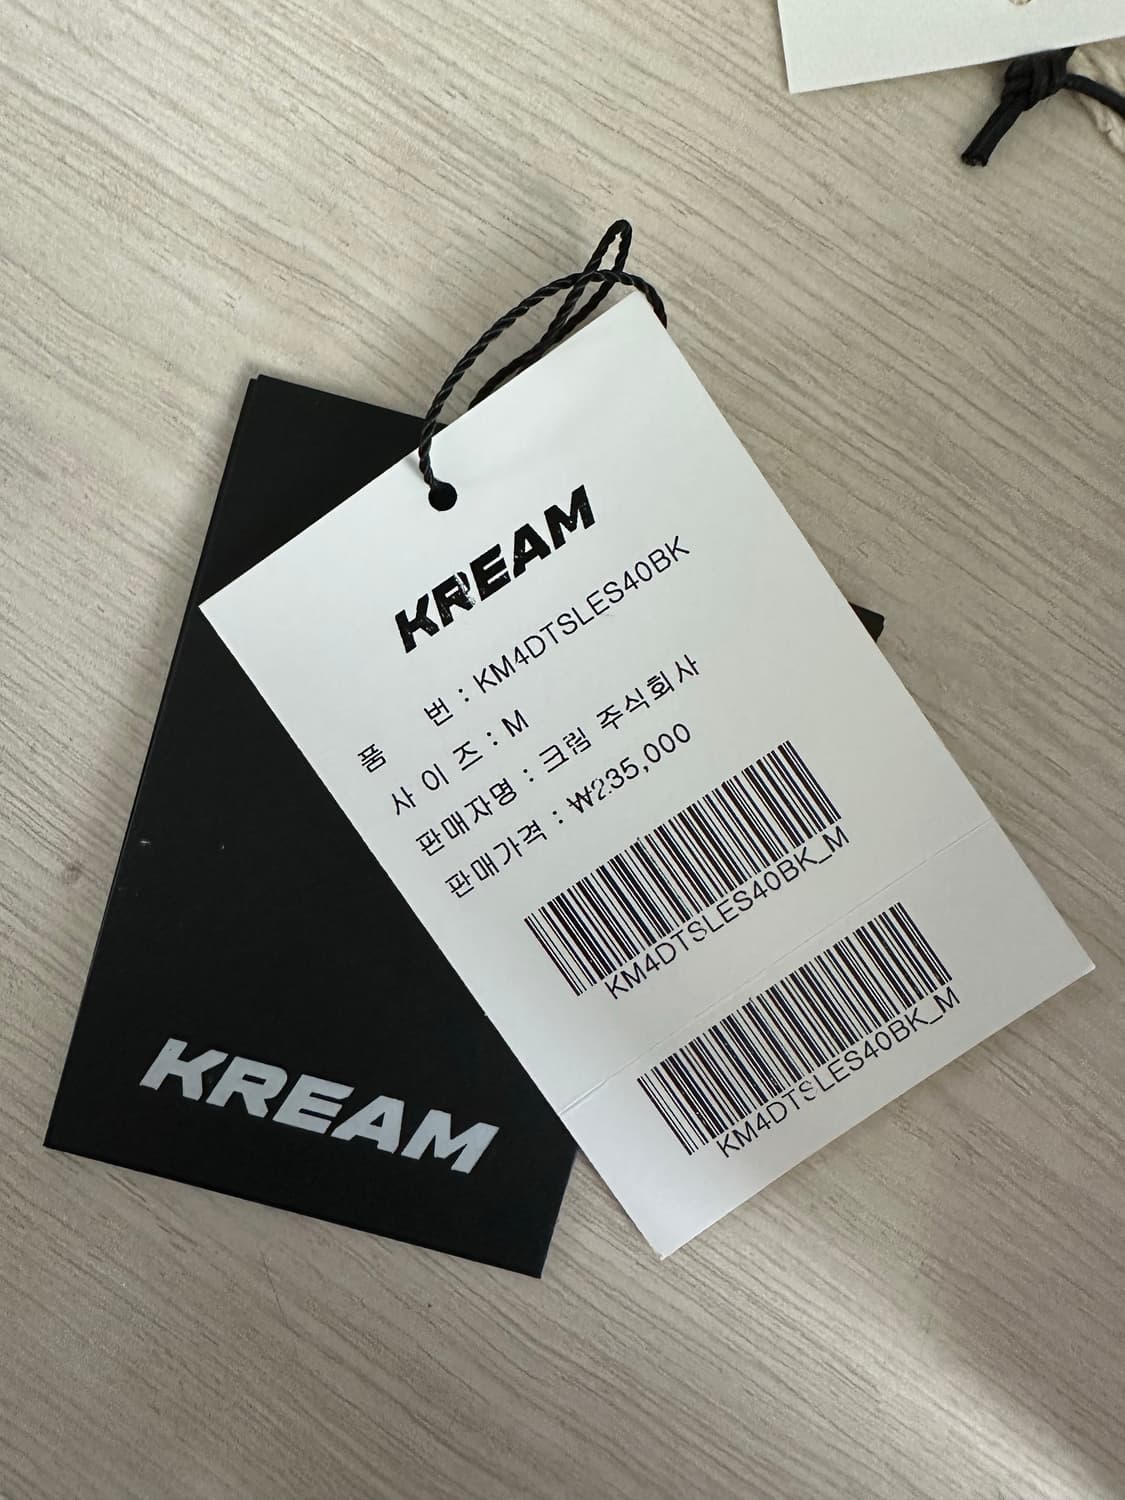 KREAM
품 번 : KM4DTSLES40BK
사 이 즈 : M
판매자명 : 크림 주식회사
판매가격 : ₩235,000
KM4DTSLES40BK_M
KM4DTSLES40BK_M
KREAM